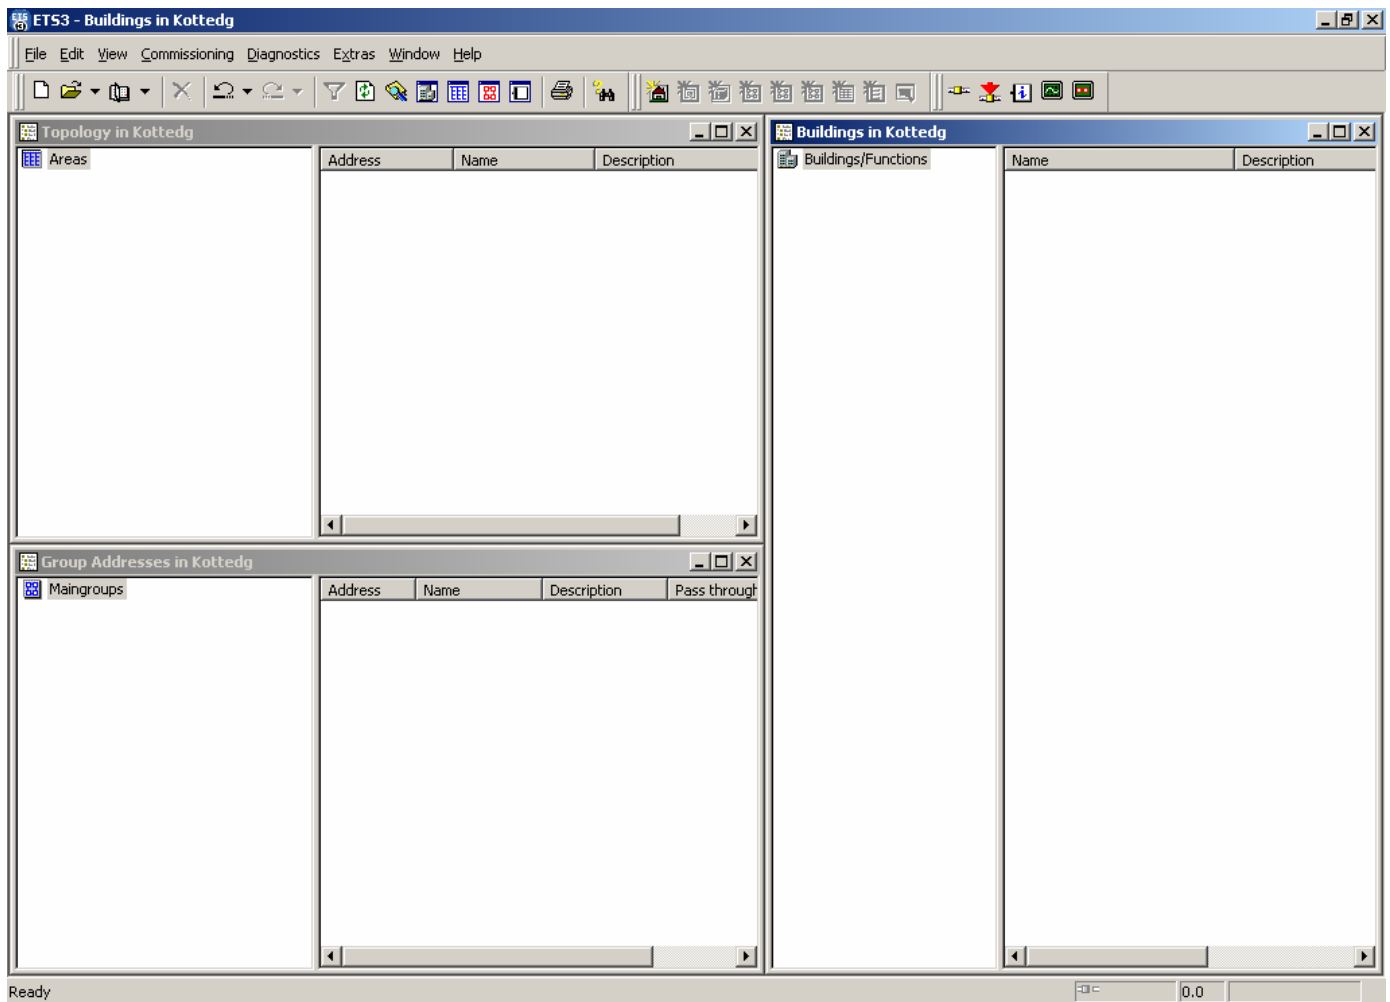 ETS3 - Buildings in Kottedg
File Edit View Commissioning Diagnostics Extras Window Help
Topology in Kottedg
Areas
Address Name Description
Group Addresses in Kottedg
Maingroups
Address Name Description Pass through
Buildings in Kottedg
Buildings/Functions
Name Description
Ready 0.0